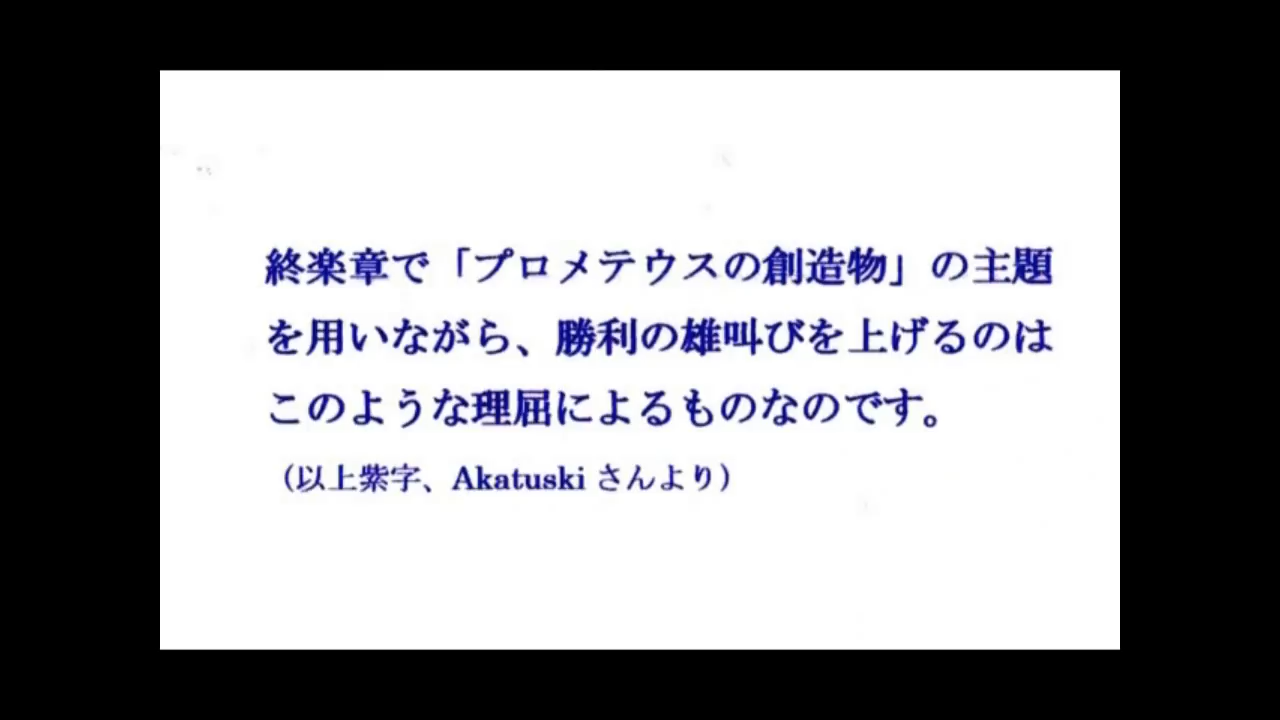 終楽章で「プロメテウスの創造物」の主題
を用いながら、勝利の雄叫びを上げるのは
このような理屈によるものなのです。
（以上紫字、Akatuski さんより）